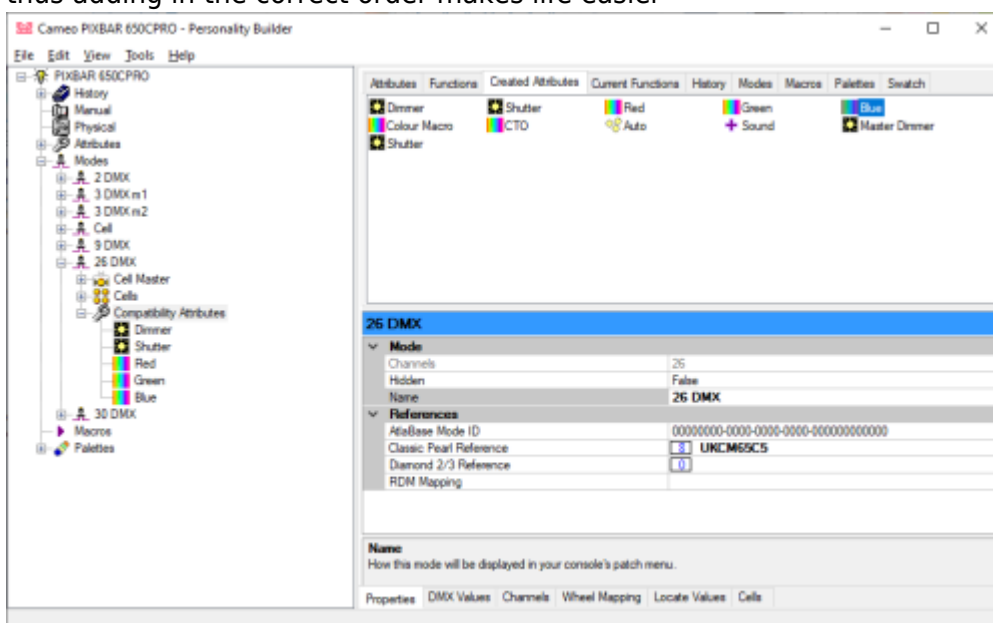 thus adding in the correct order makes life easier
Cameo PIXBAR 650CPRO - Personality Builder
File Edit View Tools Help
PIXBAR 650CPRO
History
Manual
Physical
Attributes
Modes
2 DMX
3 DMX m1
3 DMX m2
Cell
9 DMX
26 DMX
Cell Master
Cells
Compatibility Attributes
Dimmer
Shutter
Red
Green
Blue
30 DMX
Macros
Palettes
Attributes Functions Created Attributes Current Functions History Modes Macros Palettes Swatch
Dimmer Shutter Red Green Blue
Colour Macro CTO Auto Sound Master Dimmer
Shutter
26 DMX
Mode
Channels 26
Hidden False
Name 26 DMX
References
AtlaBase Mode ID 00000000-0000-0000-0000-000000000000
Classic Pearl Reference 8 UKCM65C5
Diamond 2/3 Reference 0
RDM Mapping
Name
How this mode will be displayed in your console's patch menu.
Properties DMX Values Channels Wheel Mapping Locate Values Cells